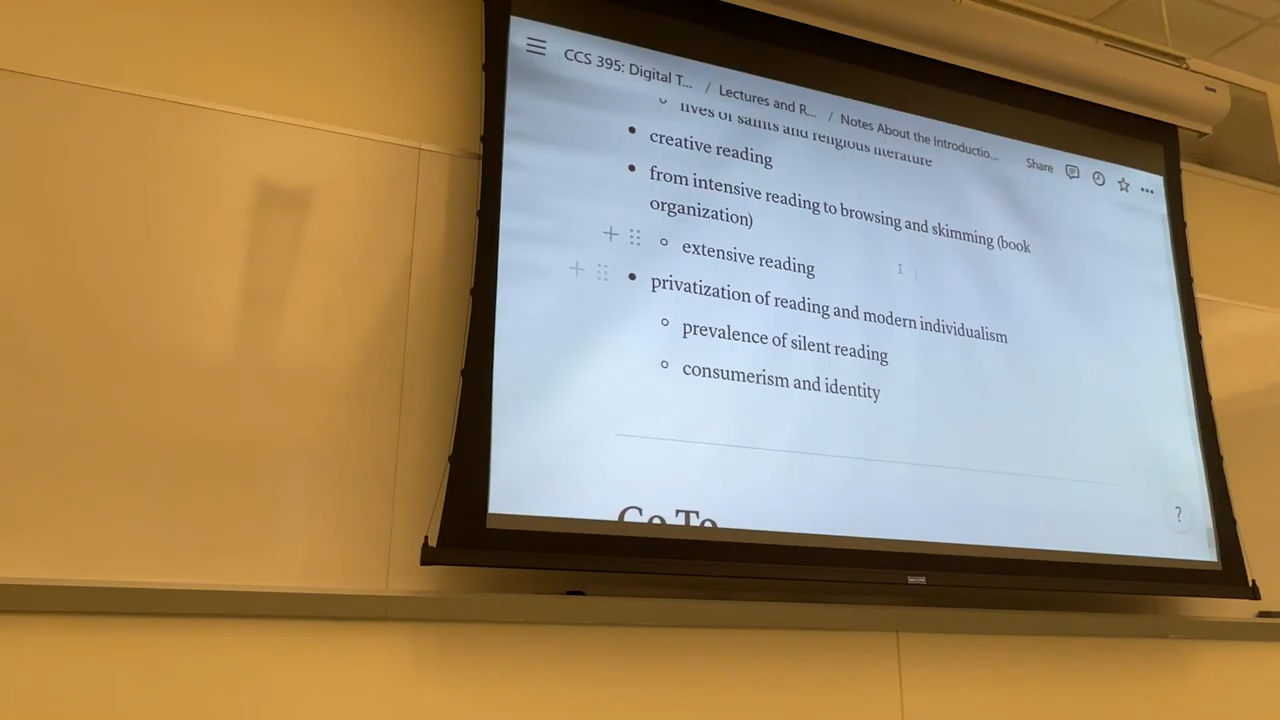 CCS 395: Digital T... / Lectures and R... / Notes About the Introductio...
Share
lives of saints and religious literature
creative reading
from intensive reading to browsing and skimming (book
organization)
extensive reading
privatization of reading and modern individualism
prevalence of silent reading
consumerism and identity
Go To
?